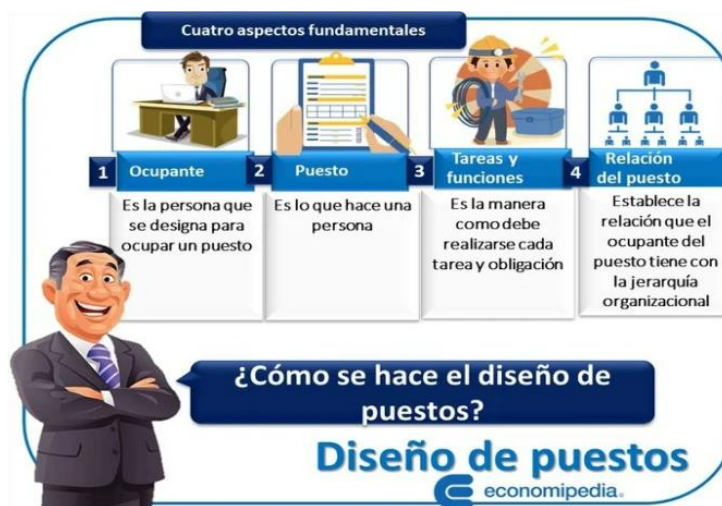 Cuatro aspectos fundamentales
1 Ocupante
Es la persona que
se designa para
ocupar un puesto
2 Puesto
Es lo que hace una
persona
3 Tareas y
funciones
Es la manera
como debe
realizarse cada
tarea y obligación
4 Relación
del puesto
Establece la
relación que el
ocupante del
puesto tiene con
la jerarquía
organizacional
¿Cómo se hace el diseño de
puestos?
Diseño de puestos
economipedia.